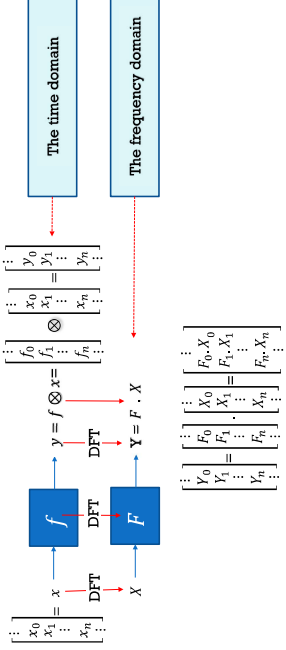 [⋮ x₀ x₁ ⋮ xₙ] = x
f
y = f ⊗ x = [⋮ f₀ f₁ ⋮ fₙ] ⊗ [⋮ x₀ x₁ ⋮ xₙ] = [⋮ y₀ y₁ ⋮ yₙ]
The time domain
DFT
DFT
DFT
X
F
Y = F . X
The frequency domain
[⋮ Y₀ Y₁ ⋮ Yₙ] = [⋮ F₀ F₁ ⋮ Fₙ] . [⋮ X₀ X₁ ⋮ Xₙ] = [⋮ F₀.X₀ F₁.X₁ ⋮ Fₙ.Xₙ]